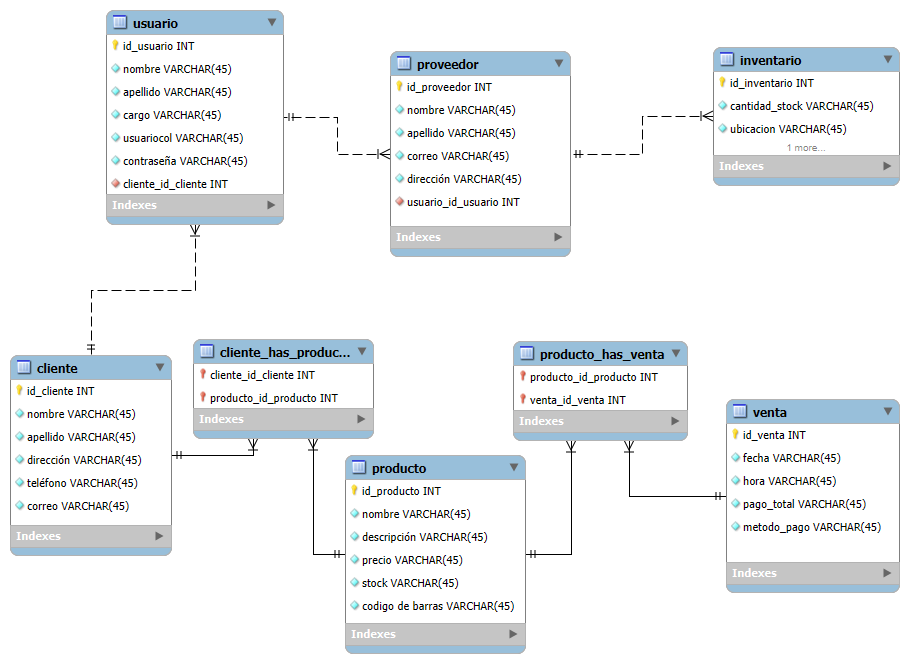 usuario
id_usuario INT
nombre VARCHAR(45)
apellido VARCHAR(45)
cargo VARCHAR(45)
usuariocol VARCHAR(45)
contraseña VARCHAR(45)
cliente_id_cliente INT
Indexes
proveedor
id_proveedor INT
nombre VARCHAR(45)
apellido VARCHAR(45)
correo VARCHAR(45)
dirección VARCHAR(45)
usuario_id_usuario INT
Indexes
inventario
id_inventario INT
cantidad_stock VARCHAR(45)
ubicacion VARCHAR(45)
1 more...
Indexes
cliente
id_cliente INT
nombre VARCHAR(45)
apellido VARCHAR(45)
dirección VARCHAR(45)
teléfono VARCHAR(45)
correo VARCHAR(45)
Indexes
cliente_has_produc...
cliente_id_cliente INT
producto_id_producto INT
Indexes
producto
id_producto INT
nombre VARCHAR(45)
descripción VARCHAR(45)
precio VARCHAR(45)
stock VARCHAR(45)
codigo de barras VARCHAR(45)
Indexes
producto_has_venta
producto_id_producto INT
venta_id_venta INT
Indexes
venta
id_venta INT
fecha VARCHAR(45)
hora VARCHAR(45)
pago_total VARCHAR(45)
metodo_pago VARCHAR(45)
Indexes